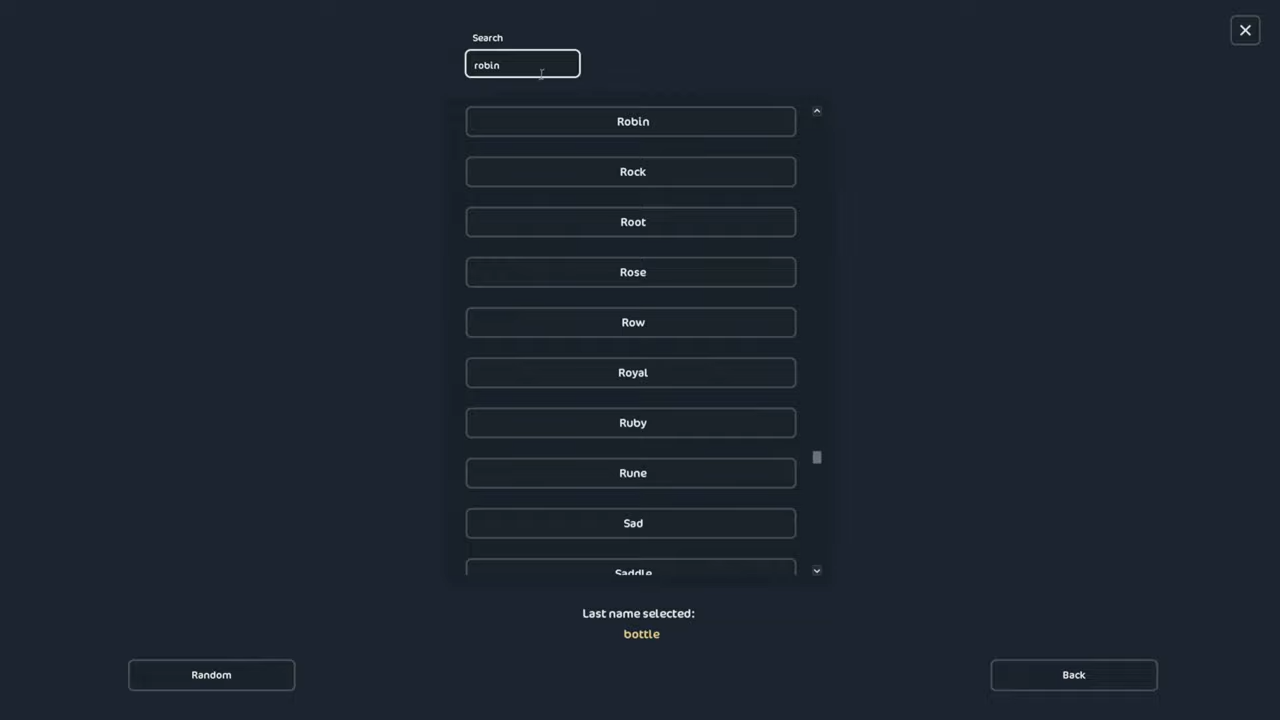 Search
robin
Robin
Rock
Root
Rose
Row
Royal
Ruby
Rune
Sad
Saddle
Last name selected:
bottle
Random
Back